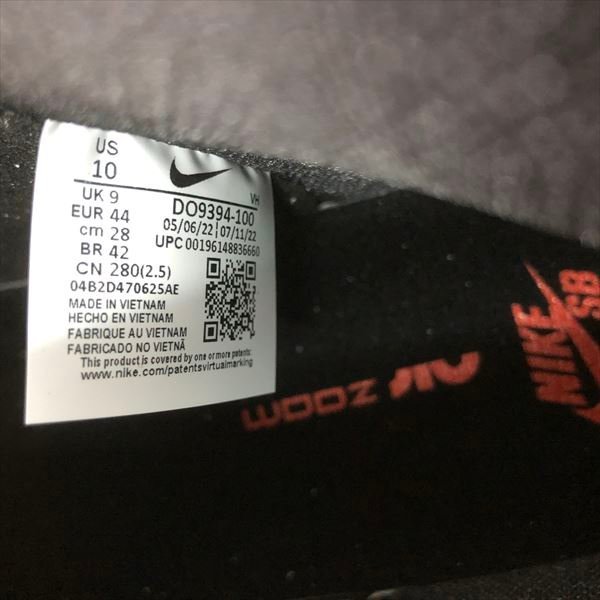 US
10
UK 9
EUR 44
cm 28
BR 42
CN 280(2.5)
04B2D470625AE
VH
DO9394-100
05/06/22 07/11/22
UPC 00196148836660
MADE IN VIETNAM
HECHO EN VIETNAM
FABRIQUE AU VIETNAM
FABRICADO NO VIETNÃ
This product is covered by one or more patents:
www.nike.com/patentsvirtualmarking
ZOOM AIR
NIKE SB